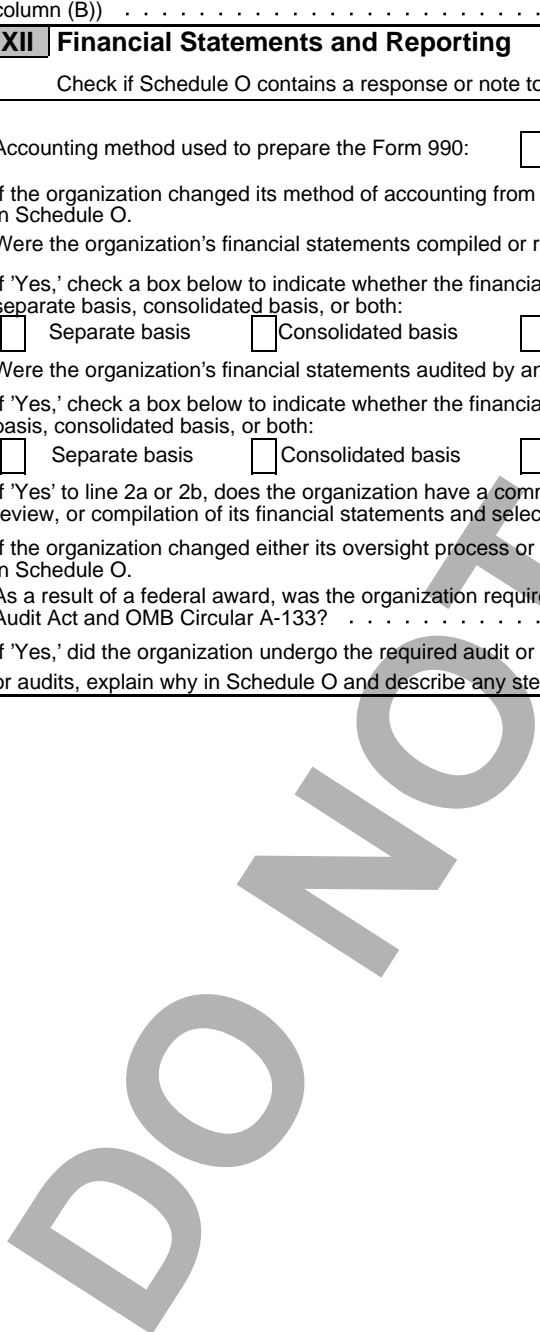 column (B)) . . . . . . . . . . . . . . . . . . . . . . . .
XII Financial Statements and Reporting
Check if Schedule O contains a response or note to
Accounting method used to prepare the Form 990:
If the organization changed its method of accounting from
in Schedule O.
Were the organization’s financial statements compiled or r
If ’Yes,’ check a box below to indicate whether the financia
separate basis, consolidated basis, or both:
Separate basis Consolidated basis
Were the organization’s financial statements audited by an
If ’Yes,’ check a box below to indicate whether the financia
basis, consolidated basis, or both:
Separate basis Consolidated basis
If ’Yes’ to line 2a or 2b, does the organization have a comm
review, or compilation of its financial statements and selec
If the organization changed either its oversight process or
in Schedule O.
As a result of a federal award, was the organization require
Audit Act and OMB Circular A-133? . . . . . . . . . . .
If ’Yes,’ did the organization undergo the required audit or
or audits, explain why in Schedule O and describe any ste
DO NOT